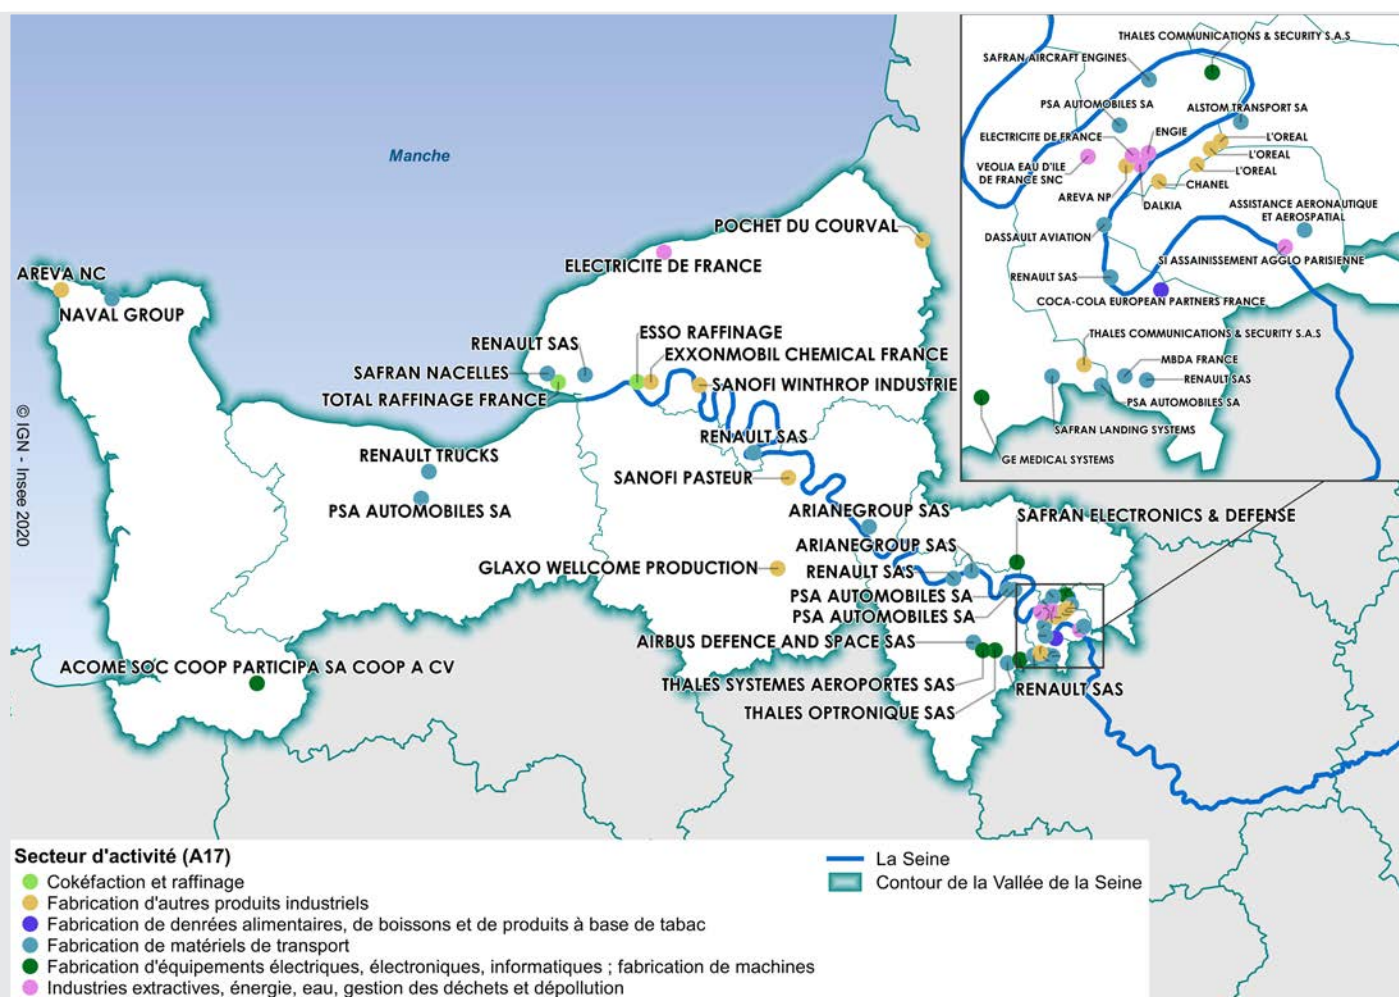 THALES COMMUNICATIONS & SECURITY S.A.S
SAFRAN AIRCRAFT ENGINES
PSA AUTOMOBILES SA
ALSTOM TRANSPORT SA
ELECTRICITE DE FRANCE
ENGIE
L'OREAL
L'OREAL
VEOLIA EAU D'ILE
DE FRANCE SNC
L'OREAL
CHANEL
AREVA NP
DALKIA
ASSISTANCE AERONAUTIQUE
ET AEROSPATIAL
DASSAULT AVIATION
SI ASSAINISSEMENT AGGLO PARISIENNE
RENAULT SAS
COCA-COLA EUROPEAN PARTNERS FRANCE
THALES COMMUNICATIONS & SECURITY S.A.S
MBDA FRANCE
RENAULT SAS
PSA AUTOMOBILES SA
SAFRAN LANDING SYSTEMS
GE MEDICAL SYSTEMS
Manche
POCHET DU COURVAL
ELECTRICITE DE FRANCE
AREVA NC
NAVAL GROUP
ESSO RAFFINAGE
RENAULT SAS
EXXONMOBIL CHEMICAL FRANCE
SAFRAN NACELLES
SANOFI WINTHROP INDUSTRIE
TOTAL RAFFINAGE FRANCE
RENAULT SAS
RENAULT TRUCKS
SANOFI PASTEUR
PSA AUTOMOBILES SA
ARIANEGROUP SAS
SAFRAN ELECTRONICS & DEFENSE
ARIANEGROUP SAS
GLAXO WELLCOME PRODUCTION
RENAULT SAS
PSA AUTOMOBILES SA
PSA AUTOMOBILES SA
AIRBUS DEFENCE AND SPACE SAS
ACOME SOC COOP PARTICIPA SA COOP A CV
THALES SYSTEMES AEROPORTES SAS
RENAULT SAS
THALES OPTRONIQUE SAS
© IGN - Insee 2020
Secteur d'activité (A17)
Cokéfaction et raffinage
Fabrication d'autres produits industriels
Fabrication de denrées alimentaires, de boissons et de produits à base de tabac
Fabrication de matériels de transport
Fabrication d'équipements électriques, électroniques, informatiques ; fabrication de machines
Industries extractives, énergie, eau, gestion des déchets et dépollution
La Seine
Contour de la Vallée de la Seine